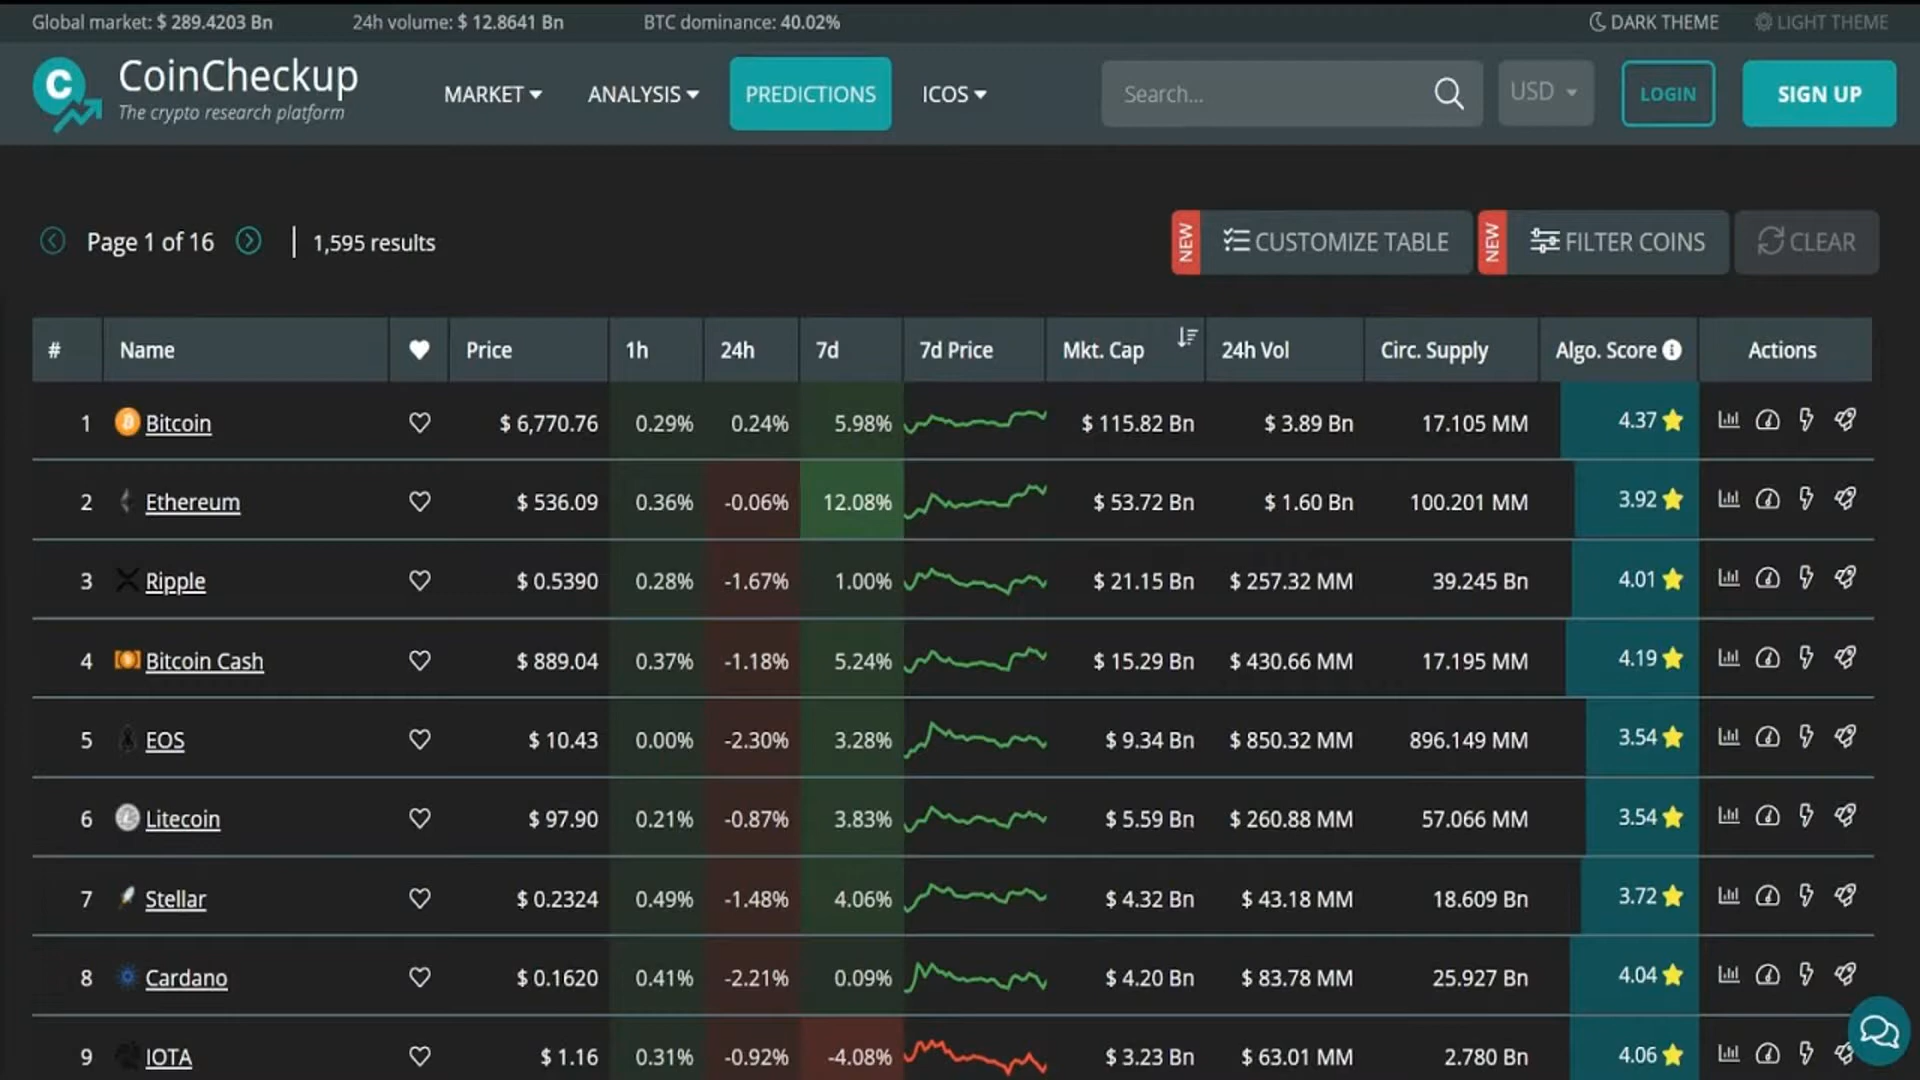 Global market: $ 289.4203 Bn 24h volume: $ 12.8641 Bn BTC dominance: 40.02% DARK THEME LIGHT THEME
C CoinCheckup MARKET ANALYSIS PREDICTIONS ICOS Search... USD LOGIN SIGN UP
The crypto research platform
Page 1 of 16 | 1,595 results NEW CUSTOMIZE TABLE NEW FILTER COINS CLEAR
# Name Price 1h 24h 7d 7d Price Mkt. Cap 24h Vol Circ. Supply Algo. Score Actions
1 Bitcoin $ 6,770.76 0.29% 0.24% 5.98% $ 115.82 Bn $ 3.89 Bn 17.105 MM 4.37
2 Ethereum $ 536.09 0.36% -0.06% 12.08% $ 53.72 Bn $ 1.60 Bn 100.201 MM 3.92
3 Ripple $ 0.5390 0.28% -1.67% 1.00% $ 21.15 Bn $ 257.32 MM 39.245 Bn 4.01
4 Bitcoin Cash $ 889.04 0.37% -1.18% 5.24% $ 15.29 Bn $ 430.66 MM 17.195 MM 4.19
5 EOS $ 10.43 0.00% -2.30% 3.28% $ 9.34 Bn $ 850.32 MM 896.149 MM 3.54
6 Litecoin $ 97.90 0.21% -0.87% 3.83% $ 5.59 Bn $ 260.88 MM 57.066 MM 3.54
7 Stellar $ 0.2324 0.49% -1.48% 4.06% $ 4.32 Bn $ 43.18 MM 18.609 Bn 3.72
8 Cardano $ 0.1620 0.41% -2.21% 0.09% $ 4.20 Bn $ 83.78 MM 25.927 Bn 4.04
9 IOTA $ 1.16 0.31% -0.92% -4.08% $ 3.23 Bn $ 63.01 MM 2.780 Bn 4.06